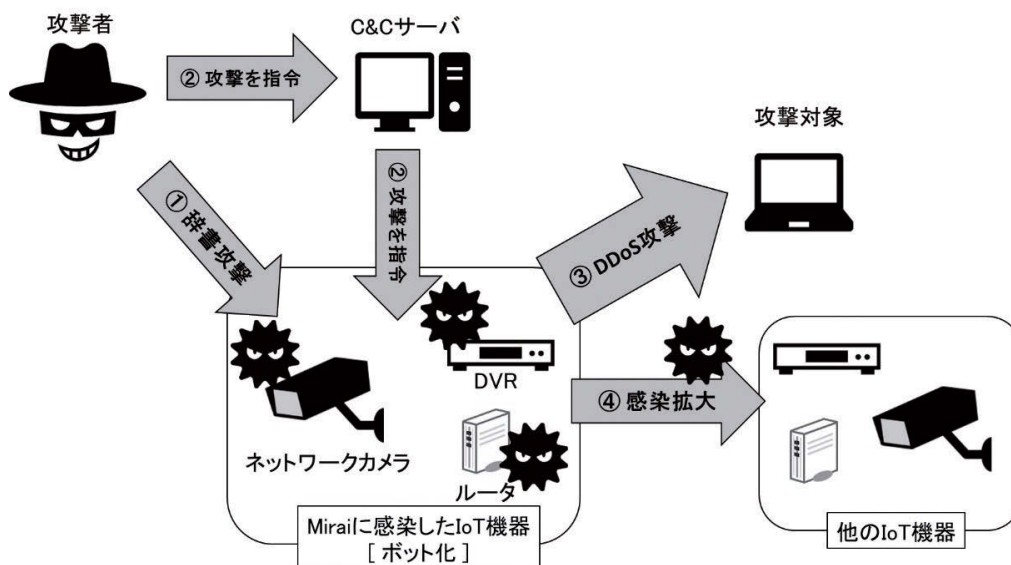 攻撃者
C&Cサーバ
② 攻撃を指令
攻撃対象
① 辞書攻撃
② 攻撃を指令
③ DDoS攻撃
DVR
④ 感染拡大
ネットワークカメラ
ルータ
Miraiに感染したIoT機器
[ ボット化 ]
他のIoT機器